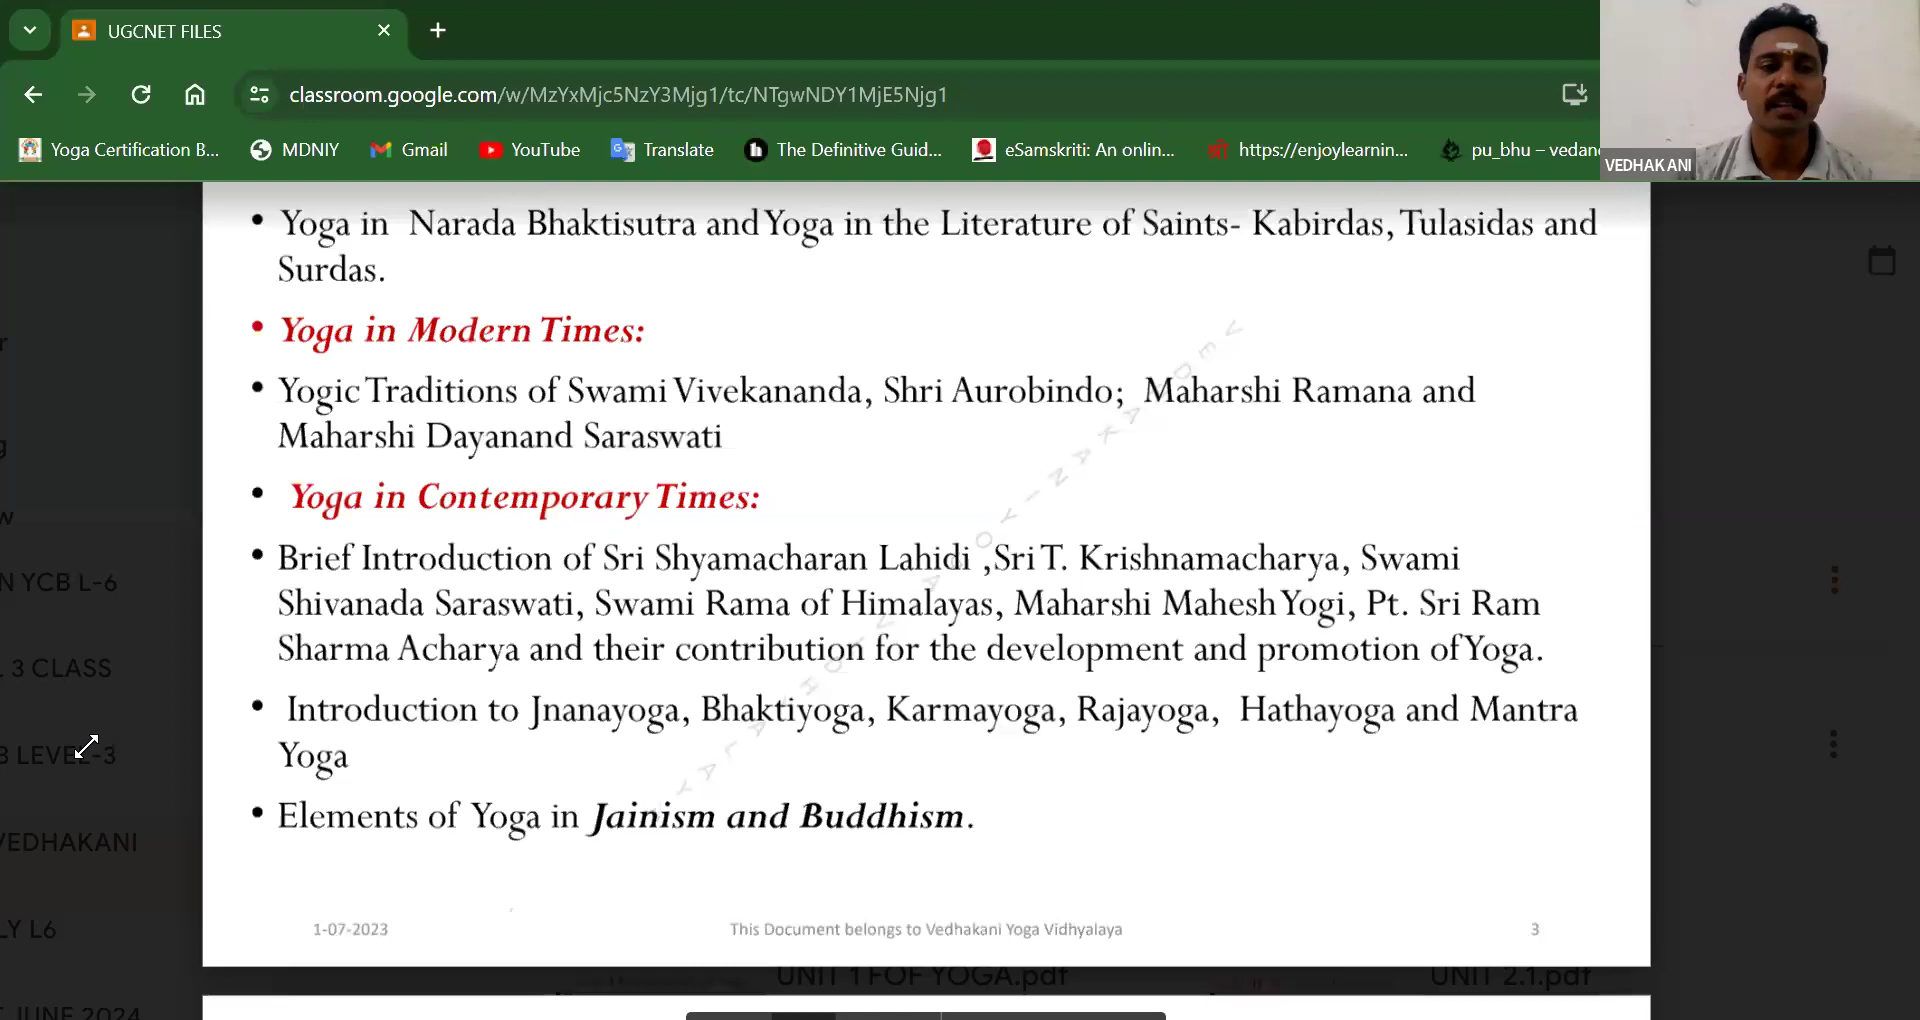 UGCNET FILES
classroom.google.com/w/MzYxMjc5NzY3Mjg1/tc/NTgwNDY1MjE5Njg1
Yoga Certification B... MDNIY Gmail YouTube Translate The Definitive Guid... eSamskriti: An onlin... https://enjoylearnin... pu_bhu – vedan
VEDHAKANI
• Yoga in Narada Bhaktisutra and Yoga in the Literature of Saints- Kabirdas, Tulasidas and
Surdas.
• Yoga in Modern Times:
• Yogic Traditions of Swami Vivekananda, Shri Aurobindo; Maharshi Ramana and
Maharshi Dayanand Saraswati
• Yoga in Contemporary Times:
• Brief Introduction of Sri Shyamacharan Lahidi ,Sri T. Krishnamacharya, Swami
Shivanada Saraswati, Swami Rama of Himalayas, Maharshi Mahesh Yogi, Pt. Sri Ram
Sharma Acharya and their contribution for the development and promotion of Yoga.
• Introduction to Jnanayoga, Bhaktiyoga, Karmayoga, Rajayoga, Hathayoga and Mantra
Yoga
• Elements of Yoga in Jainism and Buddhism.
1-07-2023 This Document belongs to Vedhakani Yoga Vidhyalaya 3
N YCB L-6
3 CLASS
LEVEL-3
VEDHAKANI
LY L6
JUNE 2024
UNIT 1 FOF YOGA.pdf UNIT 2.1.pdf